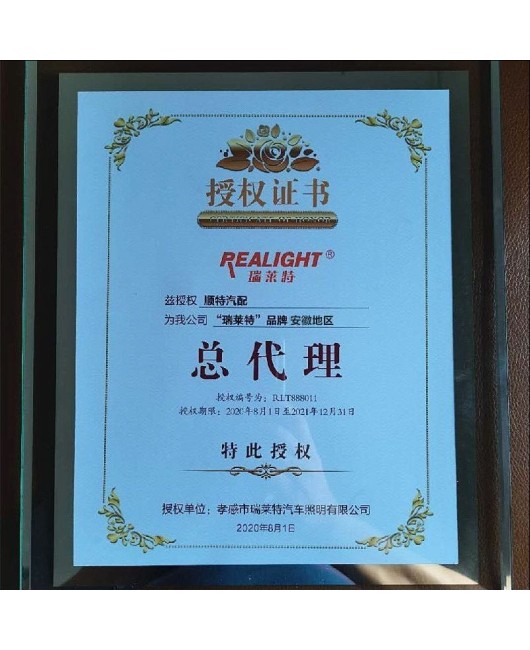 授权证书
CERTIFICATE OF HONOR
REALIGHT®
瑞莱特
兹授权 顺特汽配
为我公司 “瑞莱特” 品牌 安徽地区
总代理
授权编号为：RLT888011
授权期限：2020年8月1日至2021年12月31日
特此授权
授权单位：孝感市瑞莱特汽车照明有限公司
2020年8月1日